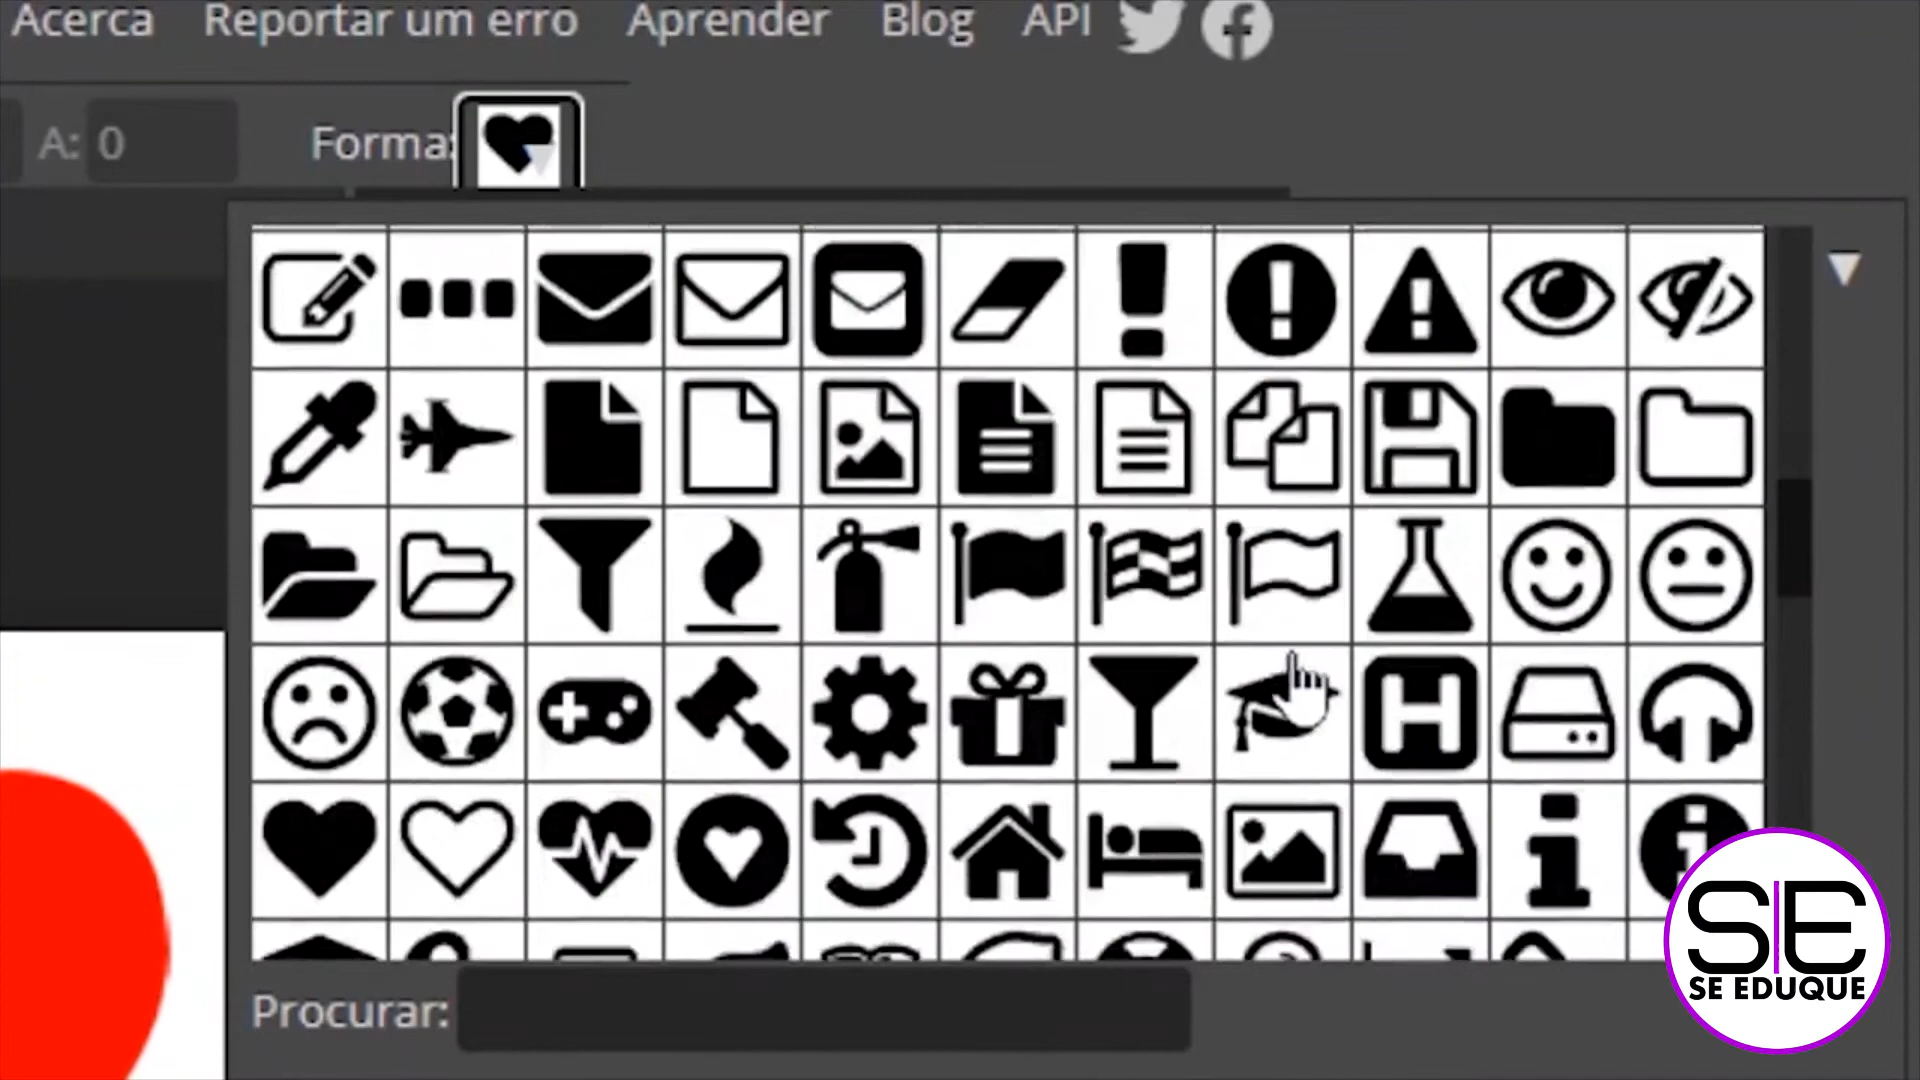 Acerca Reportar um erro Aprender Blog API
A: 0 Forma:
H
Procurar:
SE
SE EDUQUE